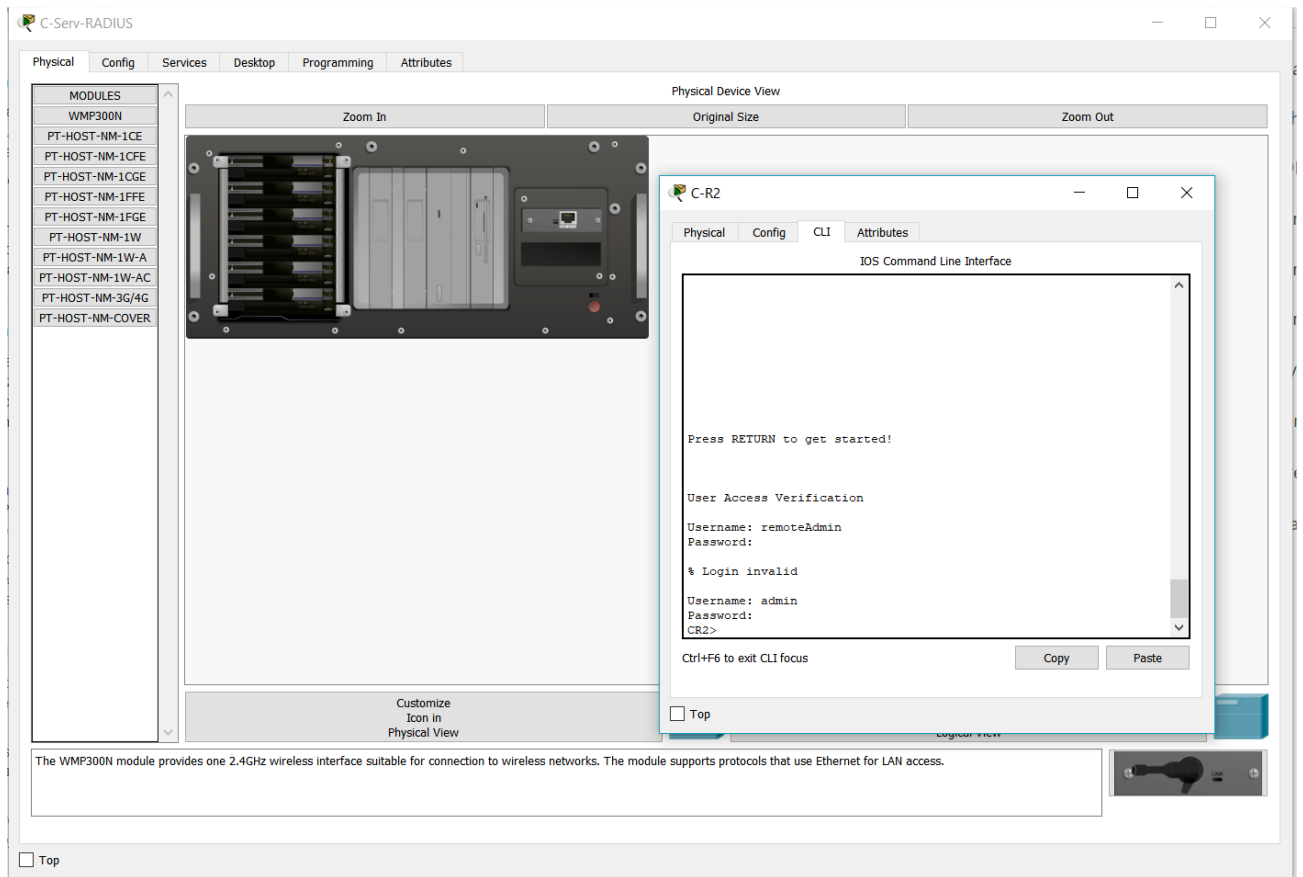 C-Serv-RADIUS
Physical Config Services Desktop Programming Attributes
MODULES
WMP300N
PT-HOST-NM-1CE
PT-HOST-NM-1CFE
PT-HOST-NM-1CGE
PT-HOST-NM-1FFE
PT-HOST-NM-1FGE
PT-HOST-NM-1W
PT-HOST-NM-1W-A
PT-HOST-NM-1W-AC
PT-HOST-NM-3G/4G
PT-HOST-NM-COVER
Physical Device View
Zoom In Original Size Zoom Out
C-R2
Physical Config CLI Attributes
IOS Command Line Interface
Press RETURN to get started!
User Access Verification
Username: remoteAdmin
Password:
% Login invalid
Username: admin
Password:
CR2>
Ctrl+F6 to exit CLI focus
Copy Paste
Top
Customize
Icon in
Physical View
Logical View
The WMP300N module provides one 2.4GHz wireless interface suitable for connection to wireless networks. The module supports protocols that use Ethernet for LAN access.
Top